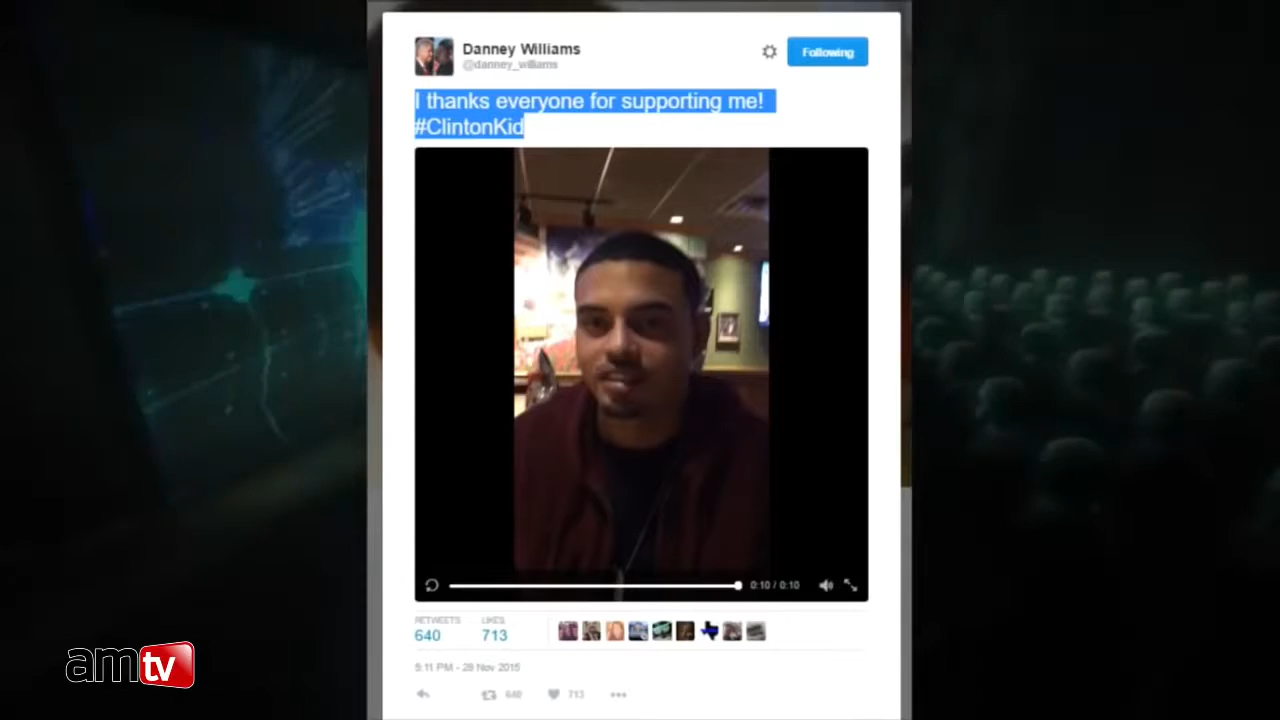 Danney Williams
@danney_williams
Following
I thanks everyone for supporting me!
#ClintonKid
0:10 / 0:10
RETWEETS LIKES
640 713
5:11 PM - 28 Nov 2015
640 713
amtv